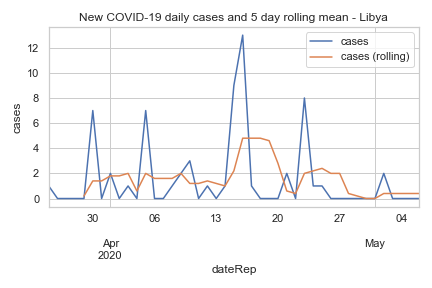 New COVID-19 daily cases and 5 day rolling mean - Libya
cases
cases (rolling)
12
10
8
6
4
2
0
cases
30 06 13 20 27 04
Apr May
2020
dateRep